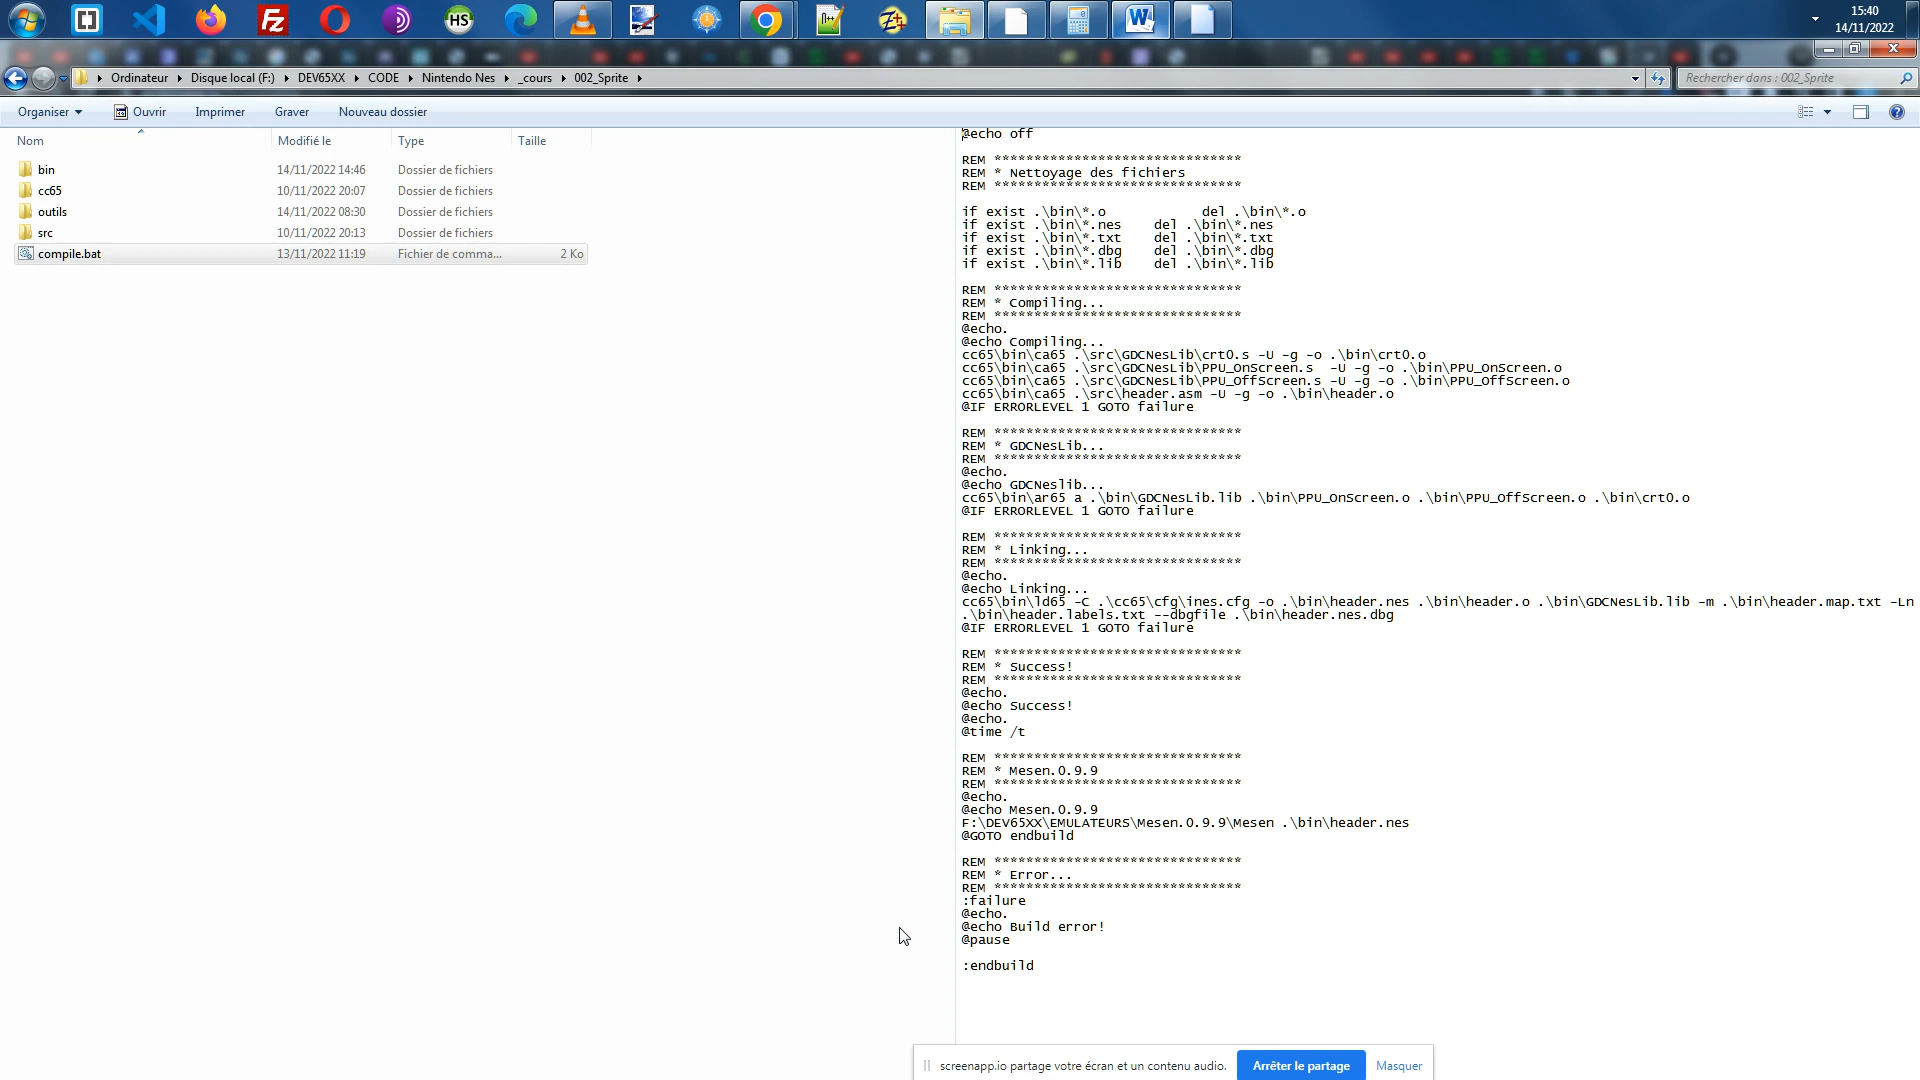 15:40
14/11/2022
Ordinateur
Disque local (F:)
DEV65XX
CODE
Nintendo Nes
_cours
002_Sprite
Rechercher dans : 002_Sprite
Organiser
Ouvrir
Imprimer
Graver
Nouveau dossier
Nom
Modifié le
Type
Taille
bin 14/11/2022 14:46 Dossier de fichiers
cc65 10/11/2022 20:07 Dossier de fichiers
outils 14/11/2022 08:30 Dossier de fichiers
src 10/11/2022 20:13 Dossier de fichiers
compile.bat 13/11/2022 11:19 Fichier de comma... 2 Ko
@echo off
REM *******************************
REM * Nettoyage des fichiers
REM *******************************
if exist .\bin\*.o del .\bin\*.o
if exist .\bin\*.nes del .\bin\*.nes
if exist .\bin\*.txt del .\bin\*.txt
if exist .\bin\*.dbg del .\bin\*.dbg
if exist .\bin\*.lib del .\bin\*.lib
REM *******************************
REM * Compiling...
REM *******************************
@echo.
@echo Compiling...
cc65\bin\ca65 .\src\GDCNesLib\crt0.s -U -g -o .\bin\crt0.o
cc65\bin\ca65 .\src\GDCNesLib\PPU_OnScreen.s -U -g -o .\bin\PPU_OnScreen.o
cc65\bin\ca65 .\src\GDCNesLib\PPU_OffScreen.s -U -g -o .\bin\PPU_OffScreen.o
cc65\bin\ca65 .\src\header.asm -U -g -o .\bin\header.o
@IF ERRORLEVEL 1 GOTO failure
REM *******************************
REM * GDCNesLib...
REM *******************************
@echo.
@echo GDCNeslib...
cc65\bin\ar65 a .\bin\GDCNesLib.lib .\bin\PPU_OnScreen.o .\bin\PPU_OffScreen.o .\bin\crt0.o
@IF ERRORLEVEL 1 GOTO failure
REM *******************************
REM * Linking...
REM *******************************
@echo.
@echo Linking...
cc65\bin\ld65 -C .\cc65\cfg\ines.cfg -o .\bin\header.nes .\bin\header.o .\bin\GDCNesLib.lib -m .\bin\header.map.txt -Ln
.\bin\header.labels.txt --dbgfile .\bin\header.nes.dbg
@IF ERRORLEVEL 1 GOTO failure
REM *******************************
REM * Success!
REM *******************************
@echo.
@echo Success!
@echo.
@time /t
REM *******************************
REM * Mesen.0.9.9
REM *******************************
@echo.
@echo Mesen.0.9.9
F:\DEV65XX\EMULATEURS\Mesen.0.9.9\Mesen .\bin\header.nes
@GOTO endbuild
REM *******************************
REM * Error...
REM *******************************
:failure
@echo.
@echo Build error!
@pause
:endbuild
screenapp.io partage votre écran et un contenu audio.
Arrêter le partage
Masquer